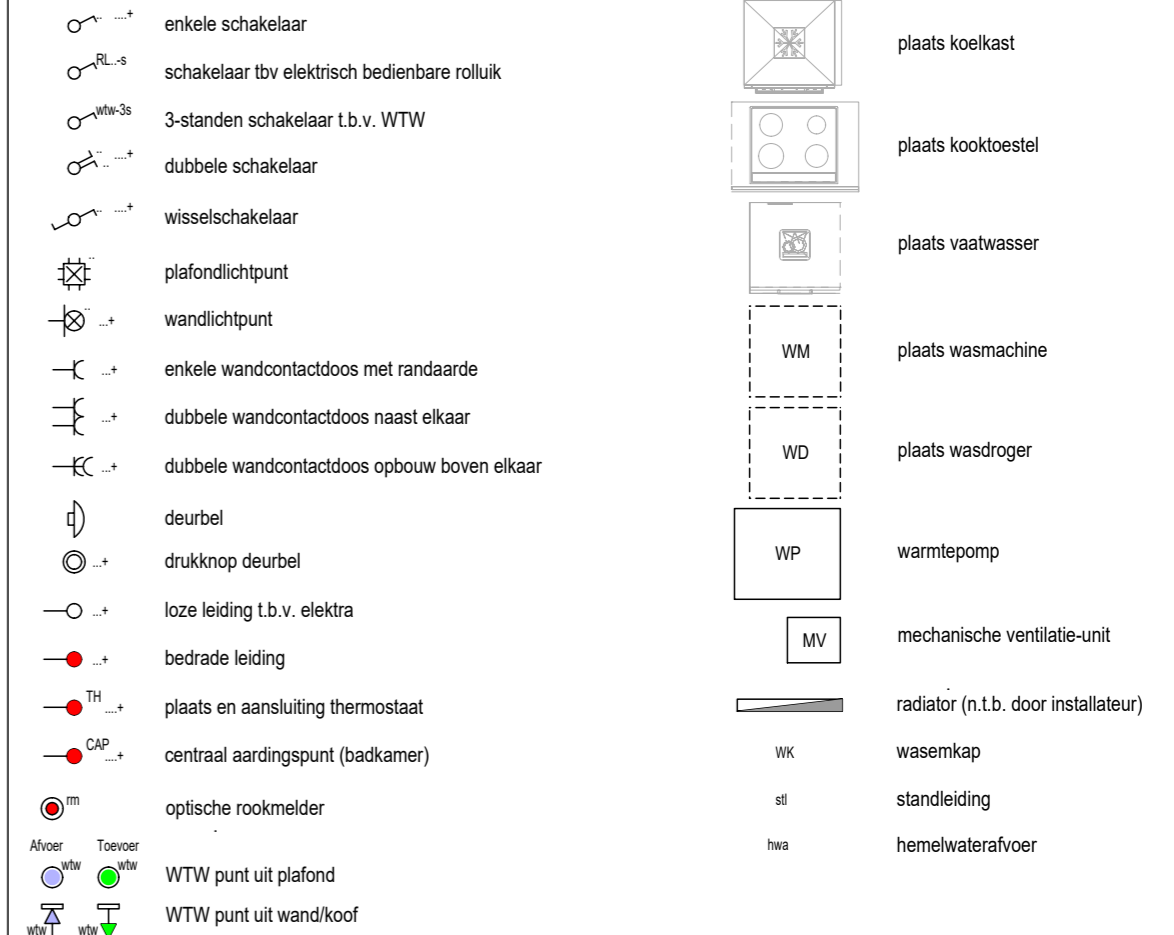 .. ....+ enkele schakelaar
RL..-s schakelaar tbv elektrisch bedienbare rolluik
wtw-3s 3-standen schakelaar t.b.v. WTW
.. ....+ .. dubbele schakelaar
.. ....+ wisselschakelaar
.. plafondlichtpunt
.. ...+ wandlichtpunt
...+ enkele wandcontactdoos met randaarde
...+ dubbele wandcontactdoos naast elkaar
...+ dubbele wandcontactdoos opbouw boven elkaar
deurbel
...+ drukknop deurbel
...+ loze leiding t.b.v. elektra
...+ bedrade leiding
TH ....+ plaats en aansluiting thermostaat
CAP ....+ centraal aardingspunt (badkamer)
rm optische rookmelder
Afvoer Toevoer
wtw wtw WTW punt uit plafond
wtw wtw WTW punt uit wand/koof
plaats koelkast
plaats kooktoestel
plaats vaatwasser
WM plaats wasmachine
WD plaats wasdroger
WP warmtepomp
MV mechanische ventilatie-unit
radiator (n.t.b. door installateur)
WK wasemkap
stl standleiding
hwa hemelwaterafvoer